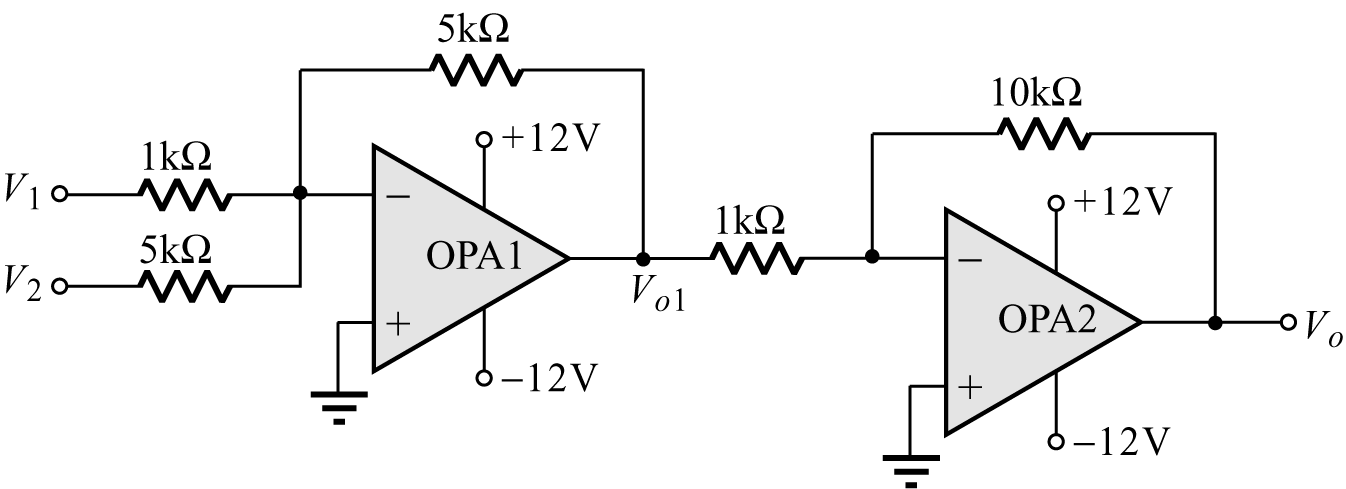 5kΩ
10kΩ
+12V
1kΩ
V1
−
+12V
1kΩ
5kΩ
OPA1
V2
Vo1
−
OPA2
Vo
+
−12V
+
−12V